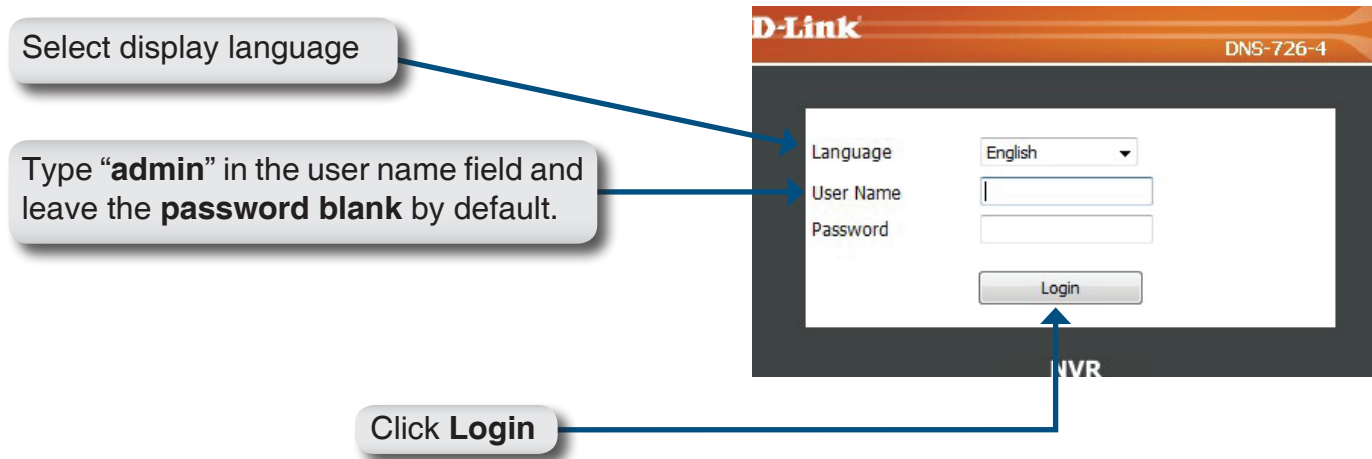 D-Link
DNS-726-4
Select display language
Type “admin” in the user name field and
leave the password blank by default.
Language English
User Name
Password
Login
NVR
Click Login